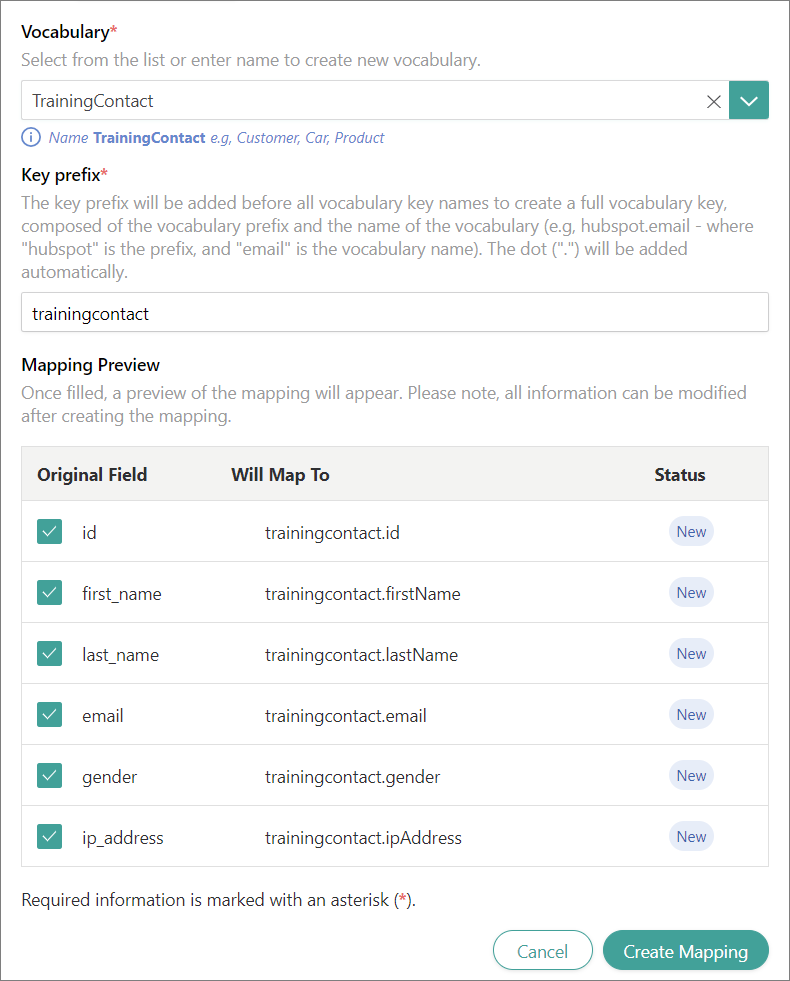 Vocabulary*
Select from the list or enter name to create new vocabulary.
TrainingContact
Name TrainingContact e.g, Customer, Car, Product
Key prefix*
The key prefix will be added before all vocabulary key names to create a full vocabulary key,
composed of the vocabulary prefix and the name of the vocabulary (e.g, hubspot.email - where
"hubspot" is the prefix, and "email" is the vocabulary name). The dot (".") will be added
automatically.
trainingcontact
Mapping Preview
Once filled, a preview of the mapping will appear. Please note, all information can be modified
after creating the mapping.
Original Field Will Map To Status
id trainingcontact.id New
first_name trainingcontact.firstName New
last_name trainingcontact.lastName New
email trainingcontact.email New
gender trainingcontact.gender New
ip_address trainingcontact.ipAddress New
Required information is marked with an asterisk (*).
Cancel Create Mapping